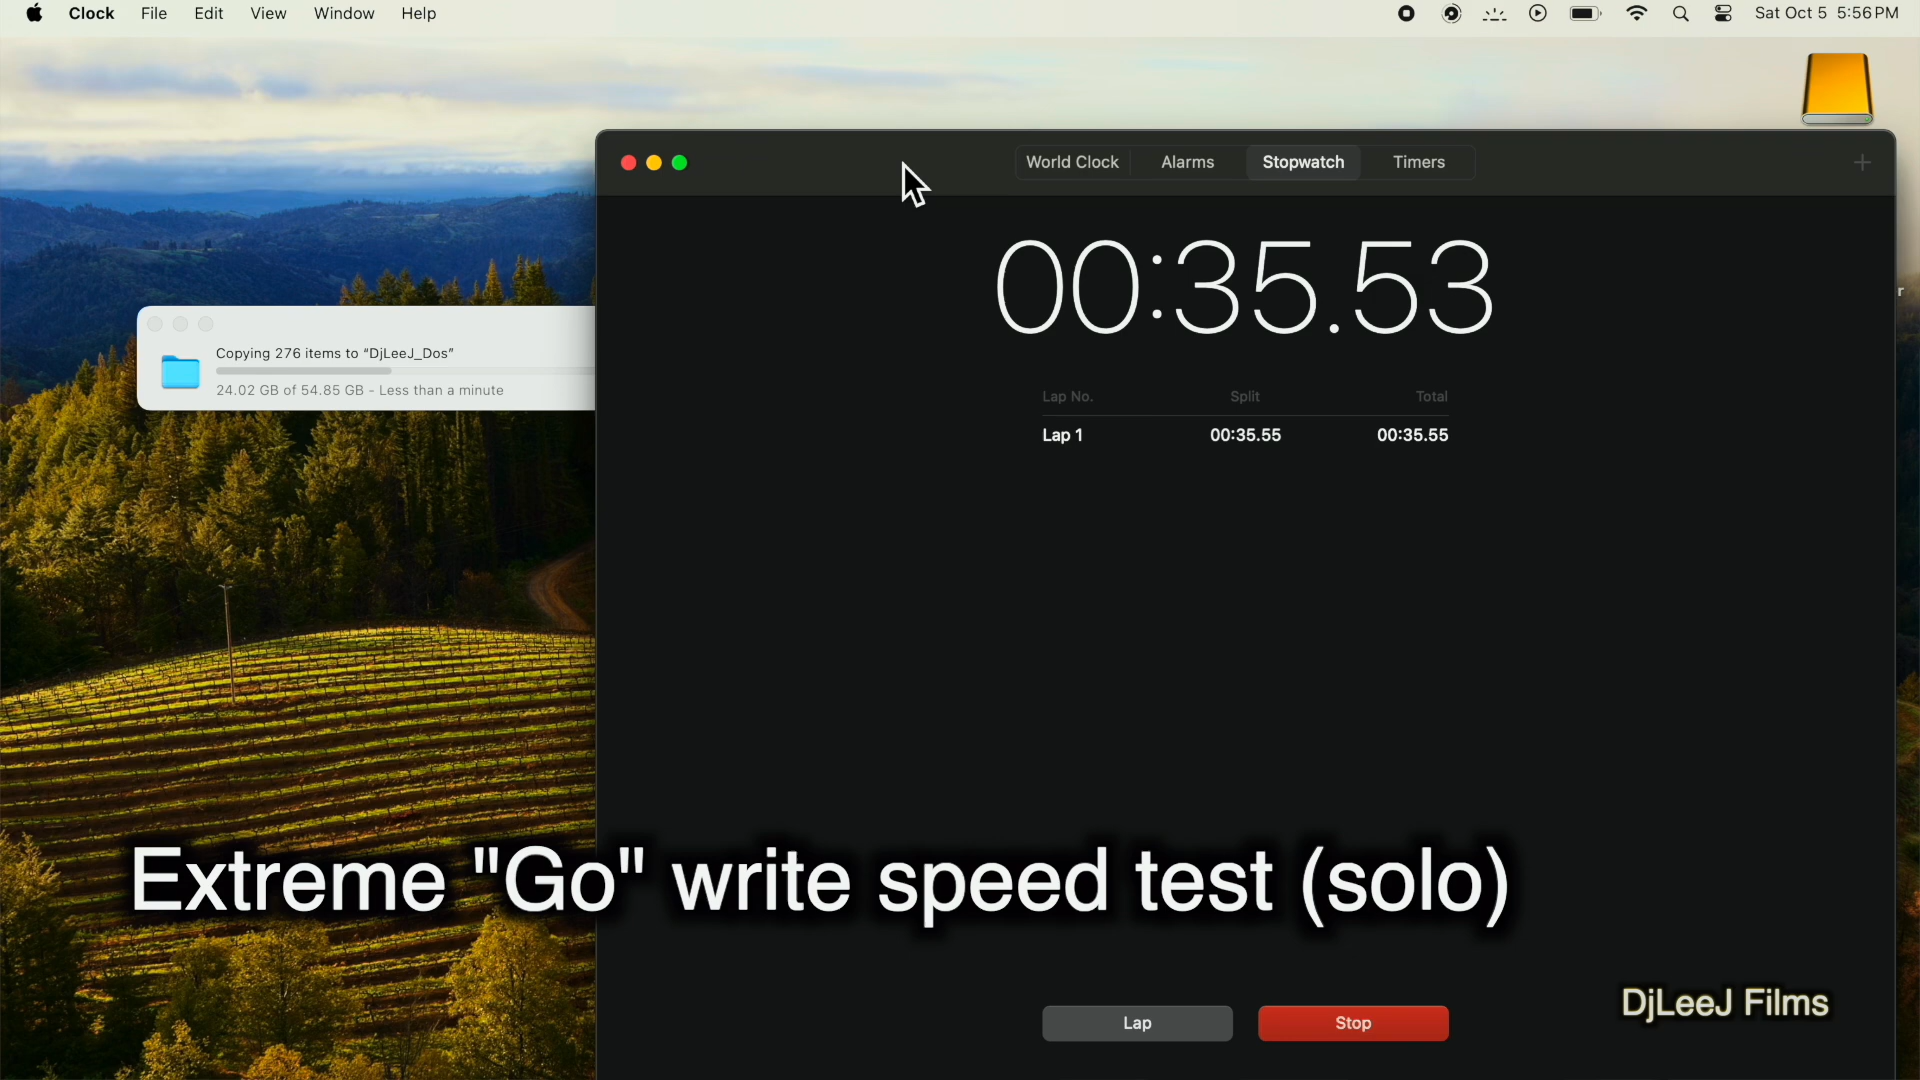 Clock File Edit View Window Help
Sat Oct 5 5:56 PM
World Clock Alarms Stopwatch Timers
00:35.53
Copying 276 items to "DjLeeJ_Dos"
24.02 GB of 54.85 GB - Less than a minute
Lap No. Split Total
Lap 1 00:35.55 00:35.55
Extreme "Go" write speed test (solo)
DjLeeJ Films
Lap Stop